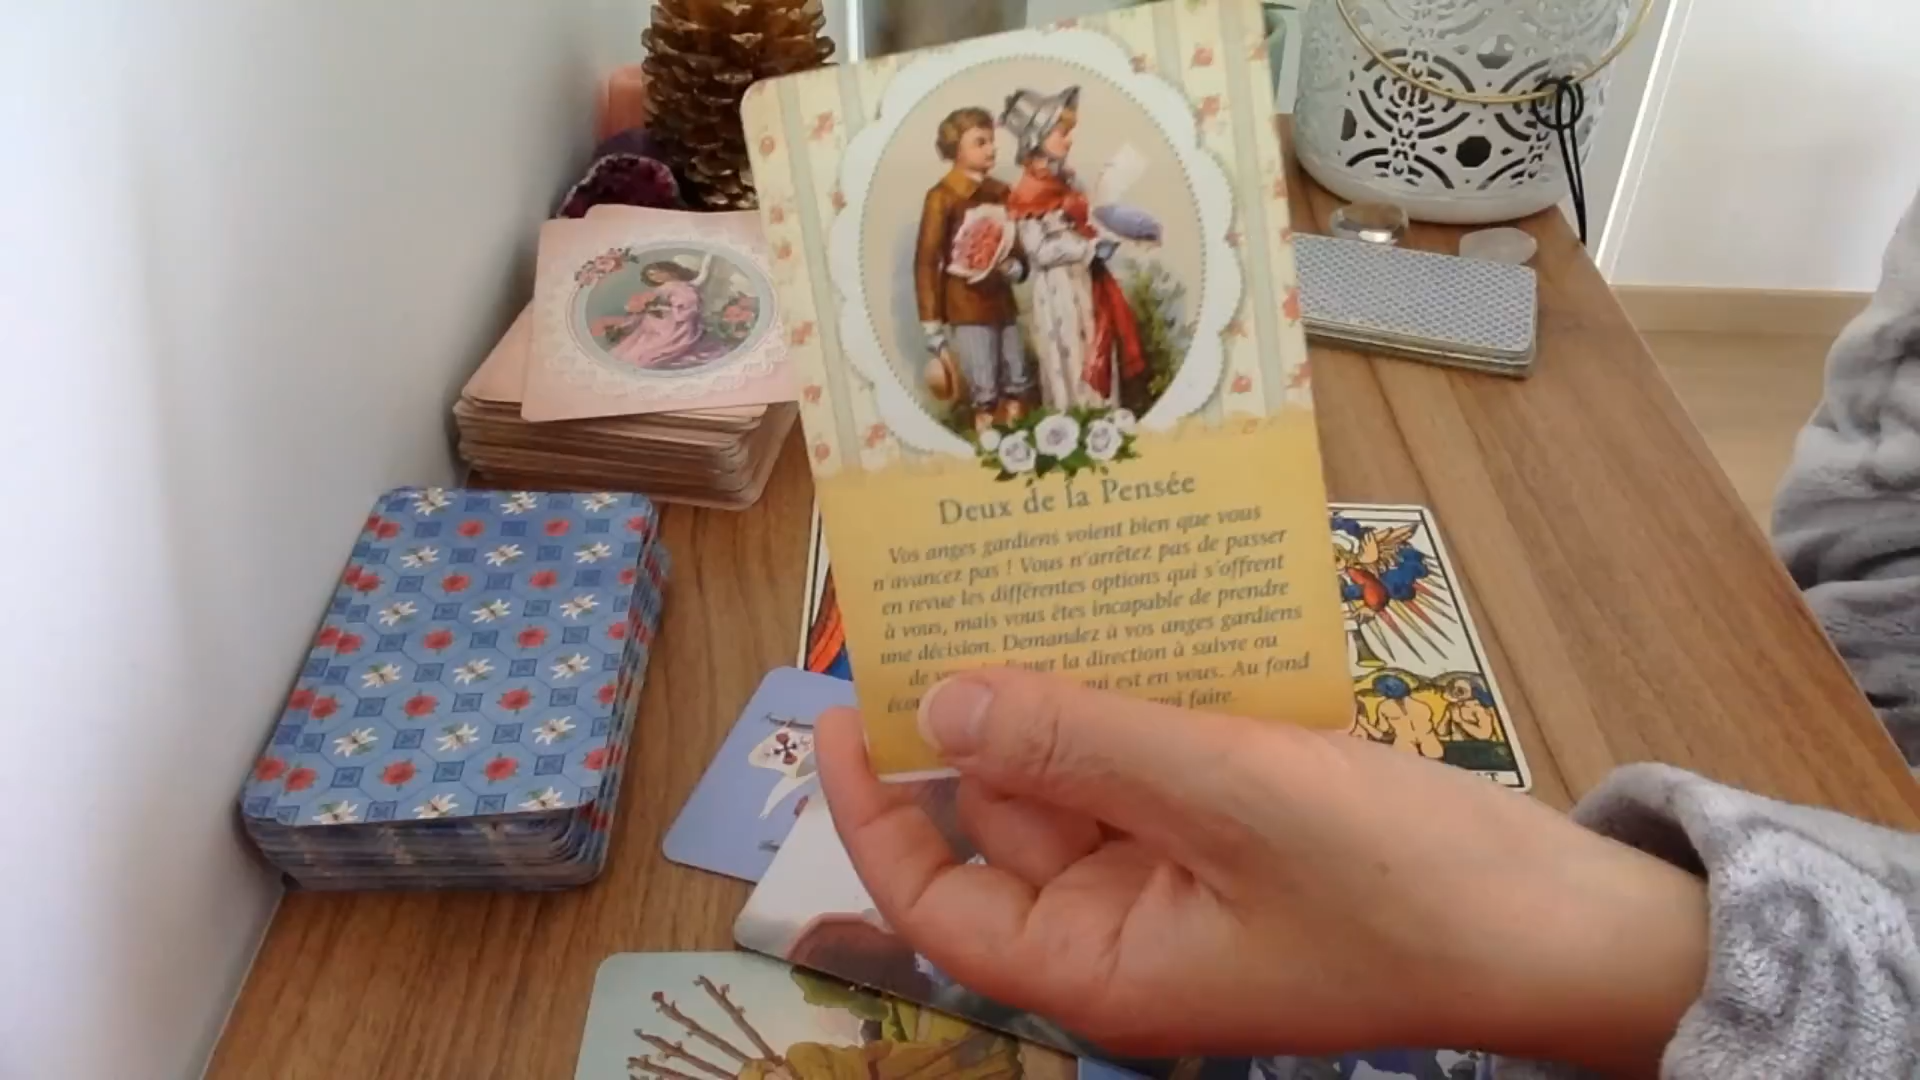 Deux de la Pensée
Vos anges gardiens voient bien que vous
n'avancez pas ! Vous n'arrêtez pas de passer
en revue les différentes options qui s'offrent
à vous, mais vous êtes incapable de prendre
une décision. Demandez à vos anges gardiens
de la direction à suivre ou
qui est en vous. Au fond
faire.